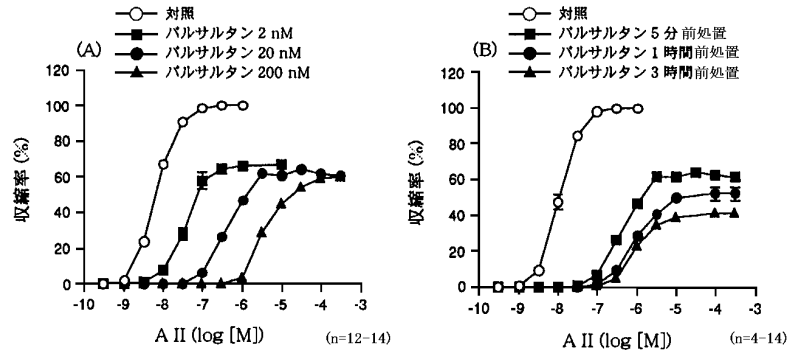 (A)
対照
バルサルタン 2 nM
バルサルタン 20 nM
バルサルタン 200 nM
120
100
80
60
40
20
0
収縮率 (%)
-10 -9 -8 -7 -6 -5 -4 -3
A II (log [M])
(n=12-14)
(B)
対照
バルサルタン 5分前処置
バルサルタン 1時間前処置
バルサルタン 3時間前処置
120
100
80
60
40
20
0
収縮率 (%)
-10 -9 -8 -7 -6 -5 -4 -3
A II (log [M])
(n=4-14)